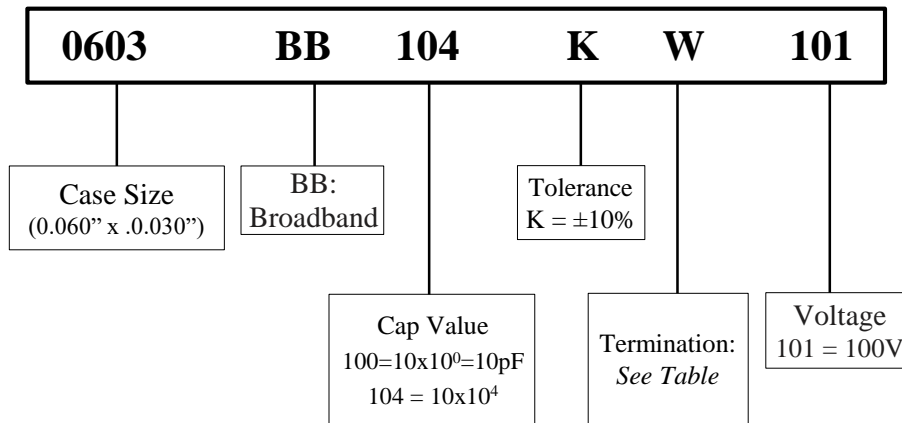 0603 BB 104 K W 101
Case Size
(0.060” x .0.030”)
BB:
Broadband
Tolerance
K = ±10%
Cap Value
100=10x10⁰=10pF
104 = 10x10⁴
Termination:
See Table
Voltage
101 = 100V